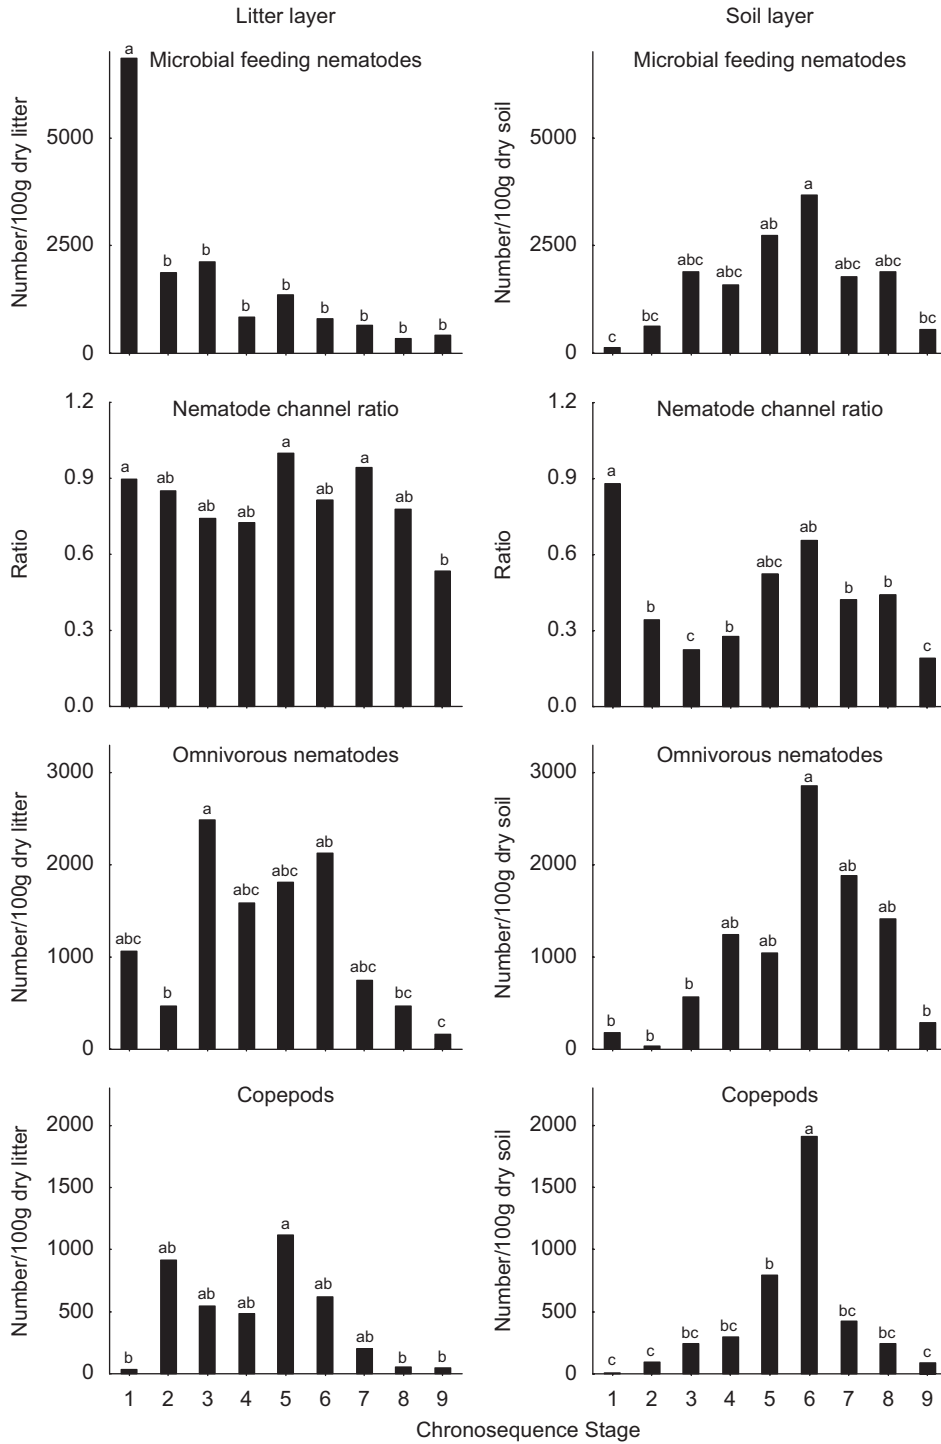 Litter layer
Soil layer
Microbial feeding nematodes
Number/100g dry litter
5000
2500
0
a
b
b
b
b
b
b
b
b
Microbial feeding nematodes
Number/100g dry soil
5000
2500
0
c
bc
abc
abc
ab
a
abc
abc
bc
Nematode channel ratio
Ratio
1.2
0.9
0.6
0.3
0.0
a
ab
ab
ab
a
ab
a
ab
b
Nematode channel ratio
Ratio
1.2
0.9
0.6
0.3
0.0
a
b
c
b
abc
ab
b
b
c
Omnivorous nematodes
Number/100g dry litter
3000
2000
1000
0
abc
b
a
abc
abc
ab
abc
bc
c
Omnivorous nematodes
Number/100g dry soil
3000
2000
1000
0
b
b
b
ab
ab
a
ab
ab
b
Copepods
Number/100g dry litter
2000
1500
1000
500
0
b
ab
ab
ab
a
ab
ab
b
b
1 2 3 4 5 6 7 8 9
Copepods
Number/100g dry soil
2000
1500
1000
500
0
c
c
bc
bc
b
a
bc
bc
c
1 2 3 4 5 6 7 8 9
Chronosequence Stage